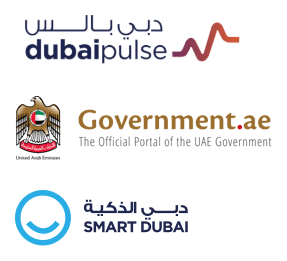 دبي بالس
dubaipulse
Government.ae
The Official Portal of the UAE Government
United Arab Emirates
دبي الذكية
SMART DUBAI